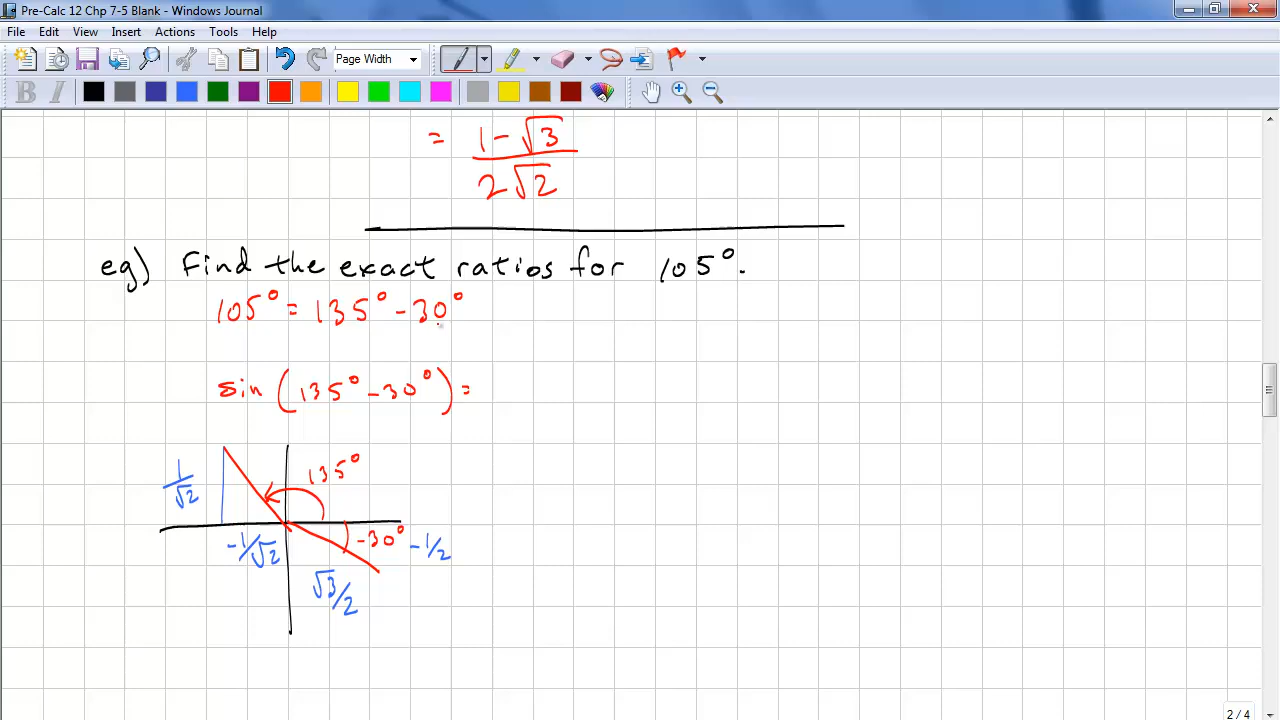 Pre-Calc 12 Chp 7-5 Blank - Windows Journal
File Edit View Insert Actions Tools Help
Page Width
B I
= 1 - √3 / 2√2
eg) Find the exact ratios for 105°.
105° = 135° - 30°
sin (135° - 30°) =
1/√2 135°
-1/√2 -30° -1/2
√3/2
2 / 4